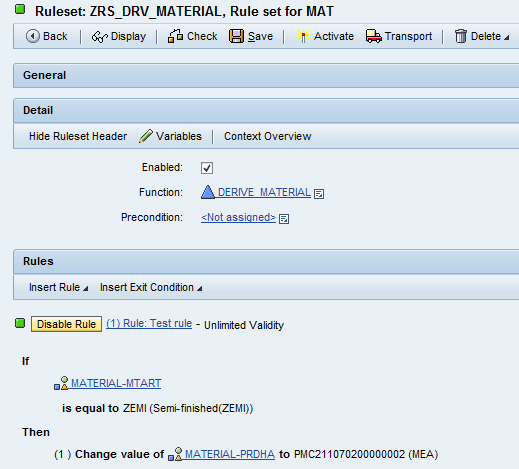 Ruleset: ZRS_DRV_MATERIAL, Rule set for MAT
Back Display Check Save Activate Transport Delete
General
Detail
Hide Ruleset Header Variables Context Overview
Enabled:
Function: DERIVE_MATERIAL
Precondition: <Not assigned>
Rules
Insert Rule Insert Exit Condition
Disable Rule (1) Rule: Test rule - Unlimited Validity
If
MATERIAL-MTART
is equal to ZEMI (Semi-finished(ZEMI))
Then
(1 ) Change value of MATERIAL-PRDHA to PMC211070200000002 (MEA)